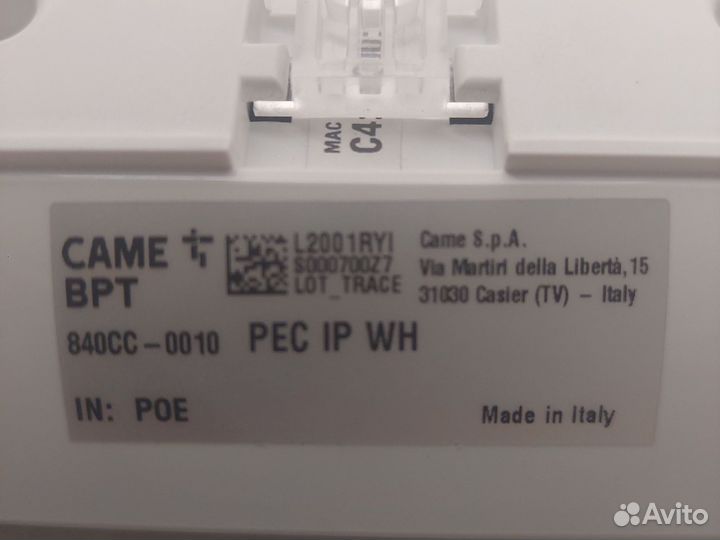 MAC
CAME
BPT
L2001RYI
S000700Z7
LOT_TRACE
Came S.p.A.
Via Martiri della Libertà,15
31030 Casier (TV) – Italy
840CC-0010 PEC IP WH
IN: POE
Made in Italy
Avito